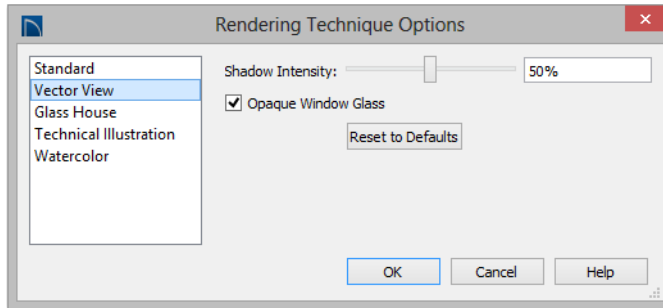 Rendering Technique Options
Standard
Vector View
Glass House
Technical Illustration
Watercolor
Shadow Intensity:
50%
Opaque Window Glass
Reset to Defaults
OK
Cancel
Help